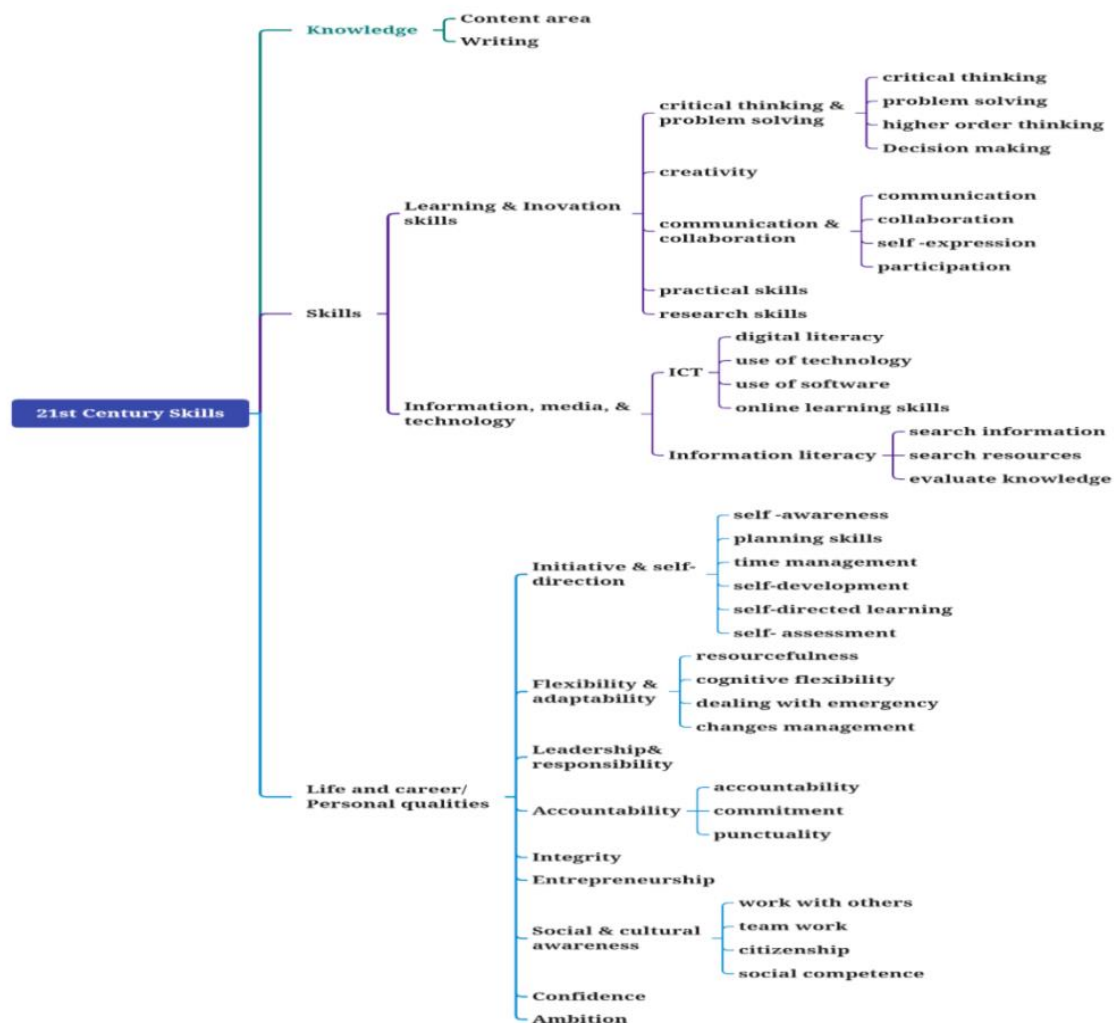 21st Century Skills
Knowledge
Content area
Writing
Skills
Learning & Inovation
skills
critical thinking &
problem solving
critical thinking
problem solving
higher order thinking
Decision making
creativity
communication &
collaboration
communication
collaboration
self -expression
participation
practical skills
research skills
Information, media, &
technology
ICT
digital literacy
use of technology
use of software
online learning skills
Information literacy
search information
search resources
evaluate knowledge
Life and career/
Personal qualities
Initiative & self-
direction
self -awareness
planning skills
time management
self-development
self-directed learning
self- assessment
Flexibility &
adaptability
resourcefulness
cognitive flexibility
dealing with emergency
changes management
Leadership&
responsibility
Accountability
accountability
commitment
punctuality
Integrity
Entrepreneurship
Social & cultural
awareness
work with others
team work
citizenship
social competence
Confidence
Ambition